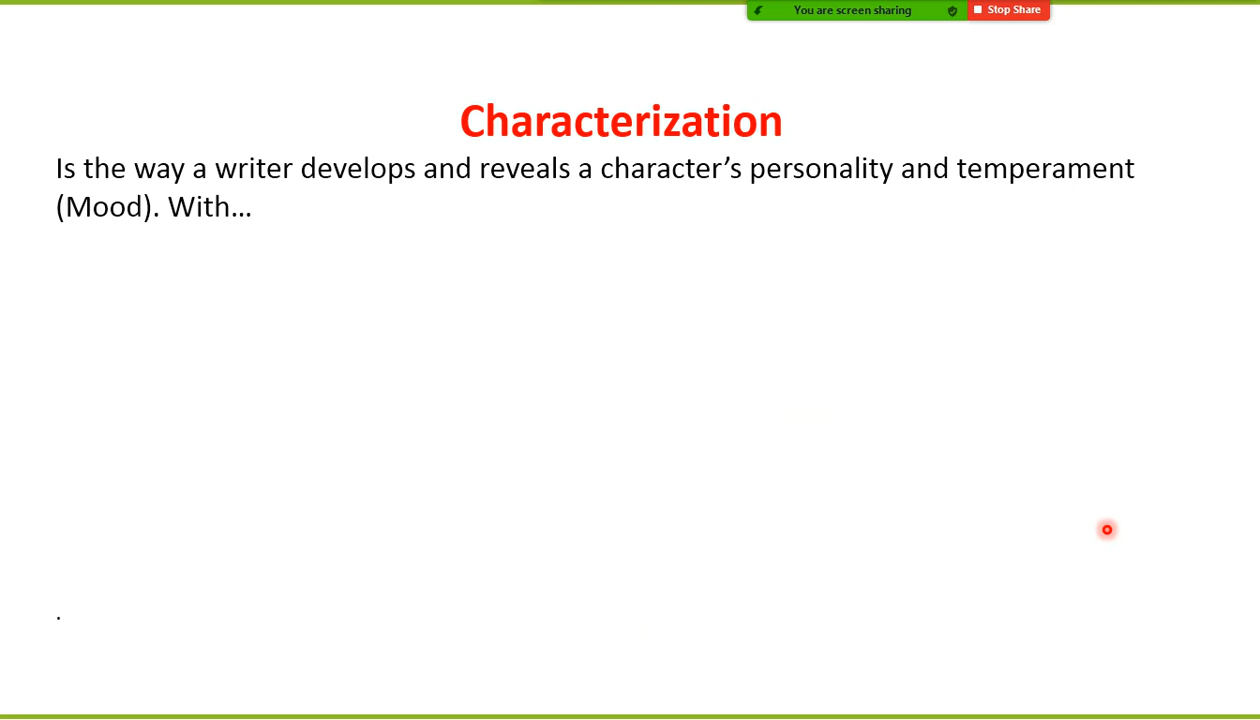 You are screen sharing
Stop Share
Characterization
Is the way a writer develops and reveals a character’s personality and temperament
(Mood). With...
.